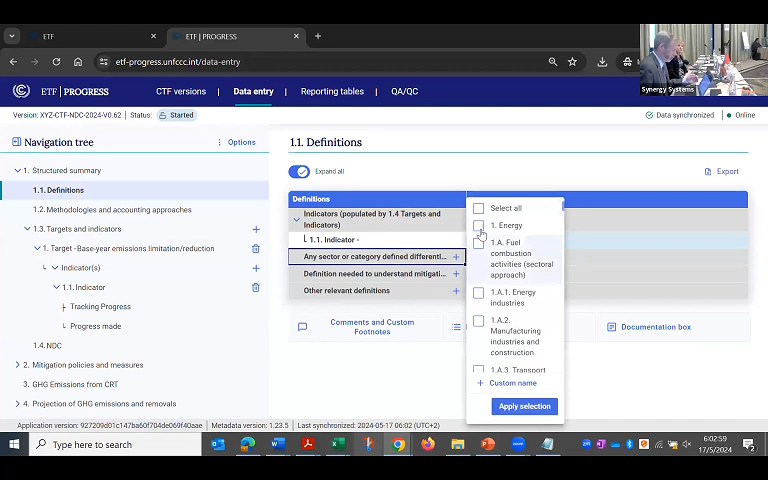 ETF
ETF | PROGRESS
etf-progress.unfccc.int/data-entry
Synergy Systems
ETF | PROGRESS
CTF versions
Data entry
Reporting tables
QA/QC
Version: XYZ-CTF-NDC-2024-V0.62
Status:
Started
Data synchronized
Online
Navigation tree
Options
1. Structured summary
1.1. Definitions
1.2. Methodologies and accounting approaches
1.3. Targets and indicators
1. Target -Base-year emissions limitation/reduction
Indicator(s)
1.1. Indicator
Tracking Progress
Progress made
1.4. NDC
2. Mitigation policies and measures
3. GHG Emissions from CRT
4. Projection of GHG emissions and removals
1.1. Definitions
Expand all
Export
Definitions
Indicators (populated by 1.4 Targets and
Indicators)
1.1. Indicator -
Any sector or category defined differenti...
Definition needed to understand mitigati...
Other relevant definitions
Select all
1. Energy
1.A. Fuel
combustion
activities (sectoral
approach)
1.A.1. Energy
industries
1.A.2.
Manufacturing
industries and
construction
1.A.3. Transport
Custom name
Apply selection
Comments and Custom
Footnotes
Documentation box
Application version: 927209d01c147ba60f704de069f40aae
Metadata version: 1.23.5
Last sync date: 2024-05-17 06:02 (UTC+2)
Type here to search
6:02:59
17/5/2024
2